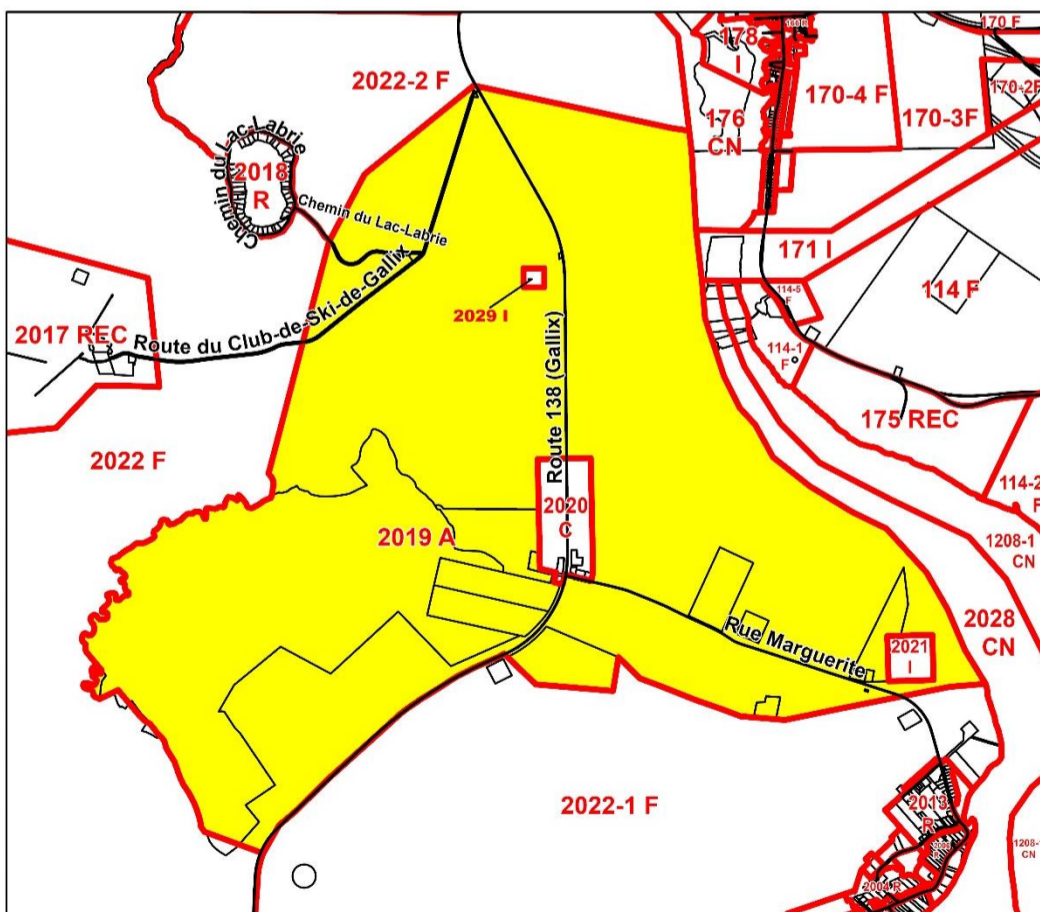 178
I
170 F
2022-2 F
170-4 F
170-2F
176
CN
170-3F
Chemin du Lac-Labrie
2018
R
Chemin du Lac-Labrie
171 I
114 F
114-5
F
2029 I
2017 REC
Route du Club-de-Ski-de-Gallix
114-1
F
Route 138 (Gallix)
175 REC
2022 F
114-2
F
2020
C
2019 A
1208-1
CN
2028
CN
Rue Marguerite
2021
I
2022-1 F
2013
R
2004 R
CN